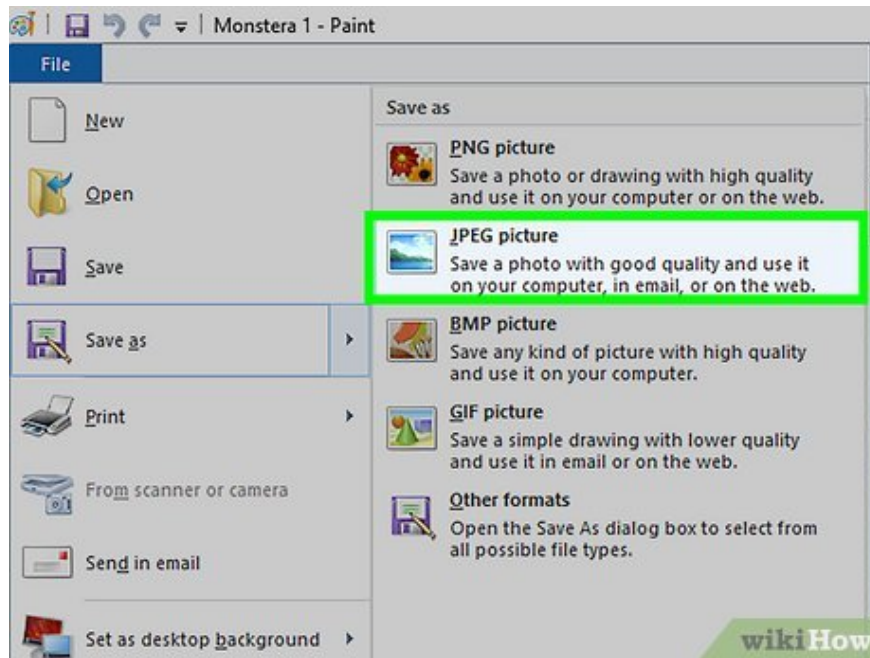 Monstera 1 - Paint
File
New
Open
Save
Save as
Print
From scanner or camera
Send in email
Set as desktop background
Save as
PNG picture
Save a photo or drawing with high quality
and use it on your computer or on the web.
JPEG picture
Save a photo with good quality and use it
on your computer, in email, or on the web.
BMP picture
Save any kind of picture with high quality
and use it on your computer.
GIF picture
Save a simple drawing with lower quality
and use it in email or on the web.
Other formats
Open the Save As dialog box to select from
all possible file types.
wikiHow